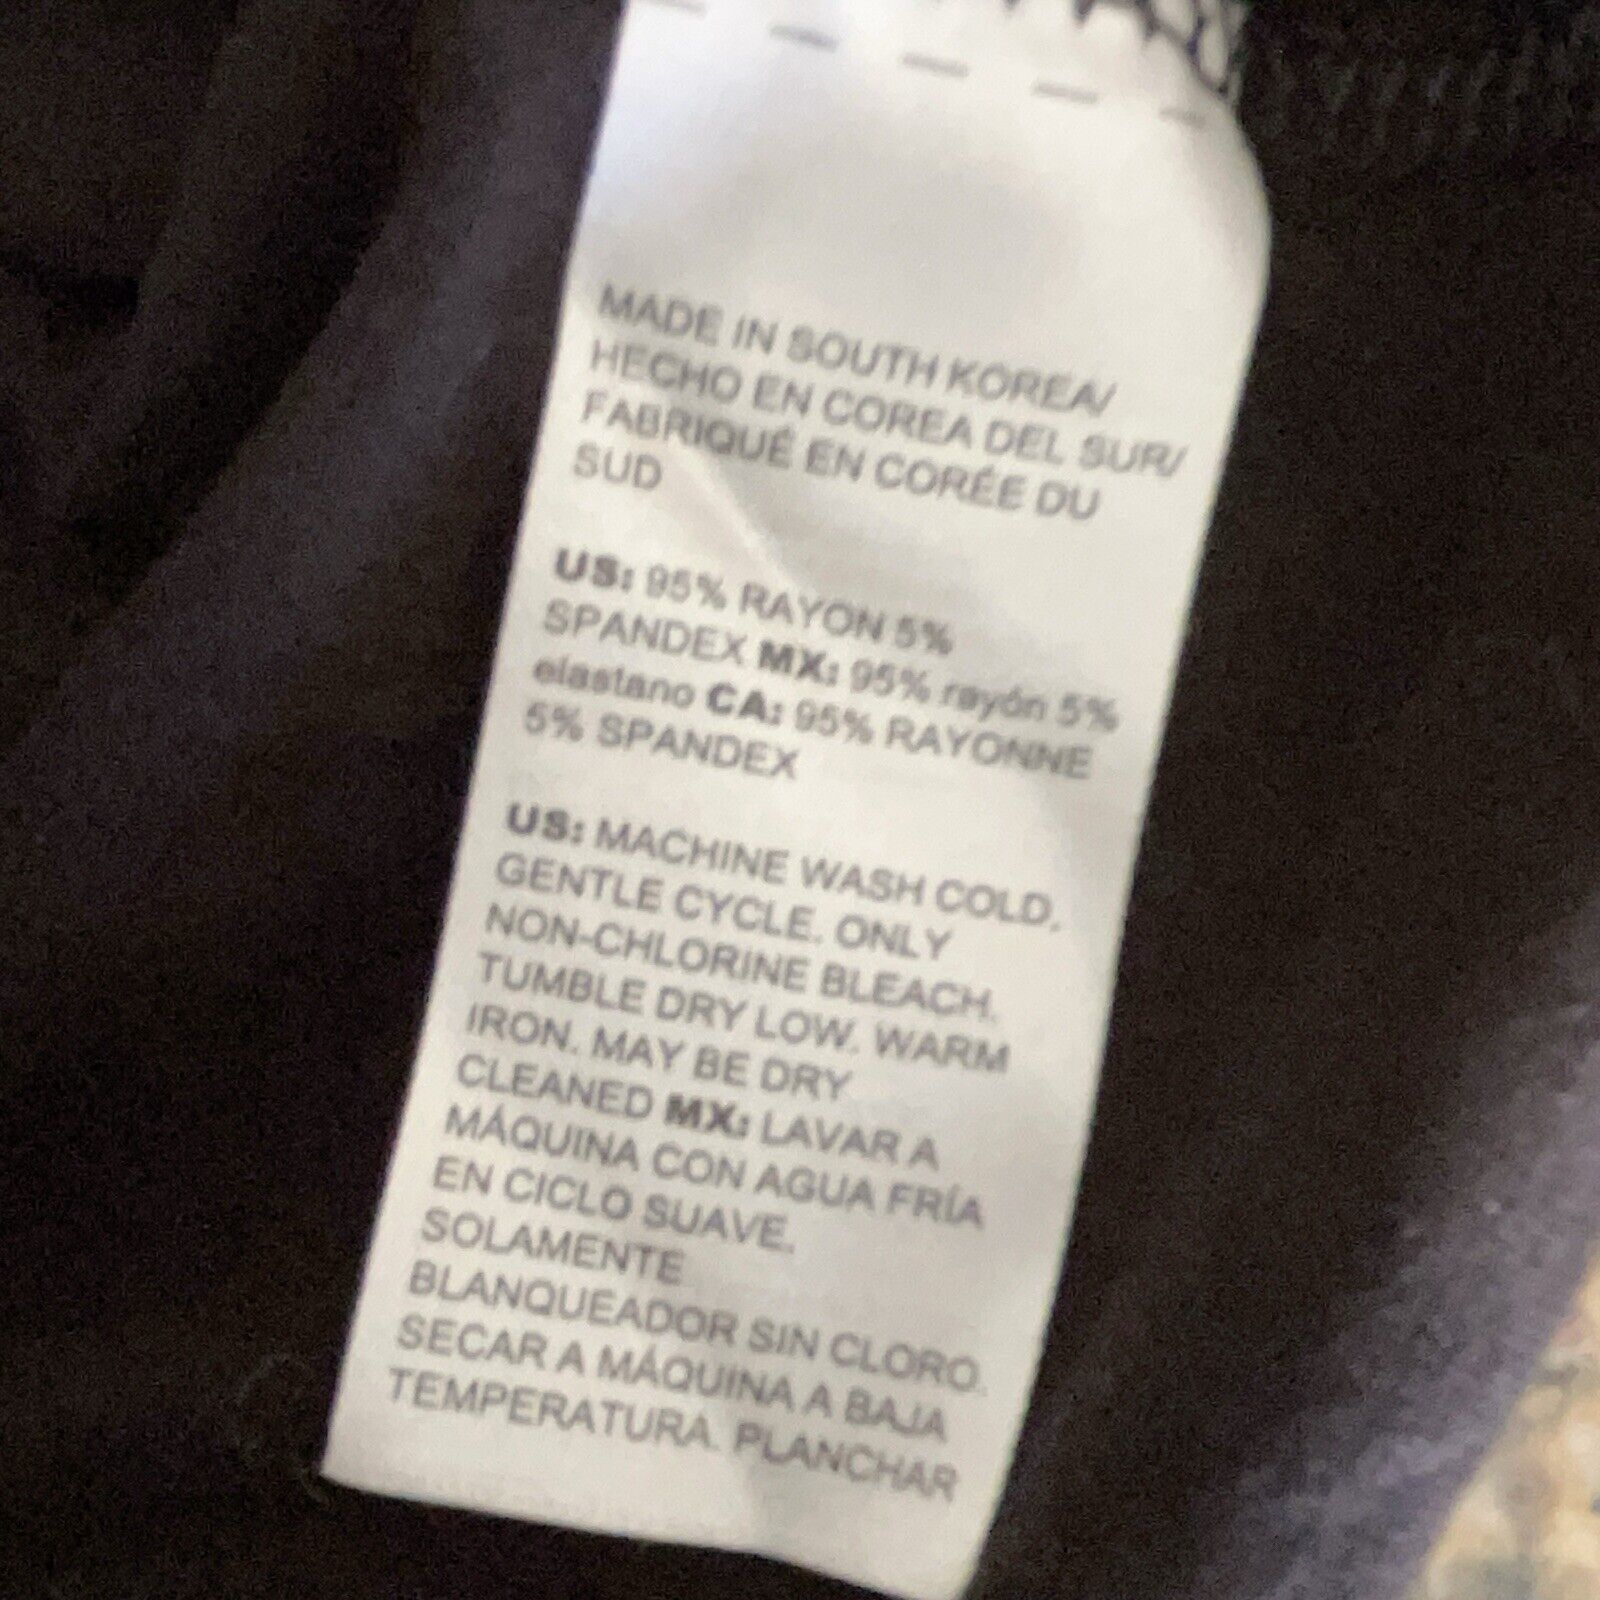 MADE IN SOUTH KOREA/
HECHO EN COREA DEL SUR/
FABRIQUÉ EN CORÉE DU
SUD
US: 95% RAYON 5%
SPANDEX MX: 95% rayón 5%
elastano CA: 95% RAYONNE
5% SPANDEX
US: MACHINE WASH COLD,
GENTLE CYCLE. ONLY
NON-CHLORINE BLEACH.
TUMBLE DRY LOW. WARM
IRON. MAY BE DRY
CLEANED MX: LAVAR A
MÁQUINA CON AGUA FRÍA
EN CICLO SUAVE.
SOLAMENTE
BLANQUEADOR SIN CLORO.
SECAR A MÁQUINA A BAJA
TEMPERATURA. PLANCHAR